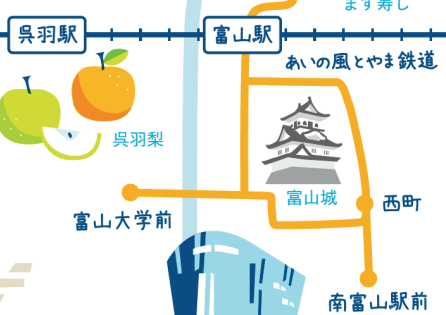 ます寿し
呉羽駅
富山駅
あいの風とやま鉄道
呉羽梨
富山城
富山大学前
西町
南富山駅前